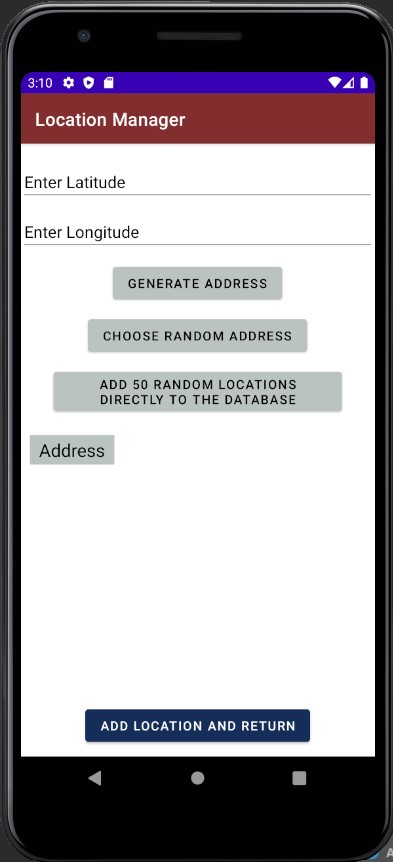 3:10
Location Manager
Enter Latitude
Enter Longitude
GENERATE ADDRESS
CHOOSE RANDOM ADDRESS
ADD 50 RANDOM LOCATIONS
DIRECTLY TO THE DATABASE
Address
ADD LOCATION AND RETURN